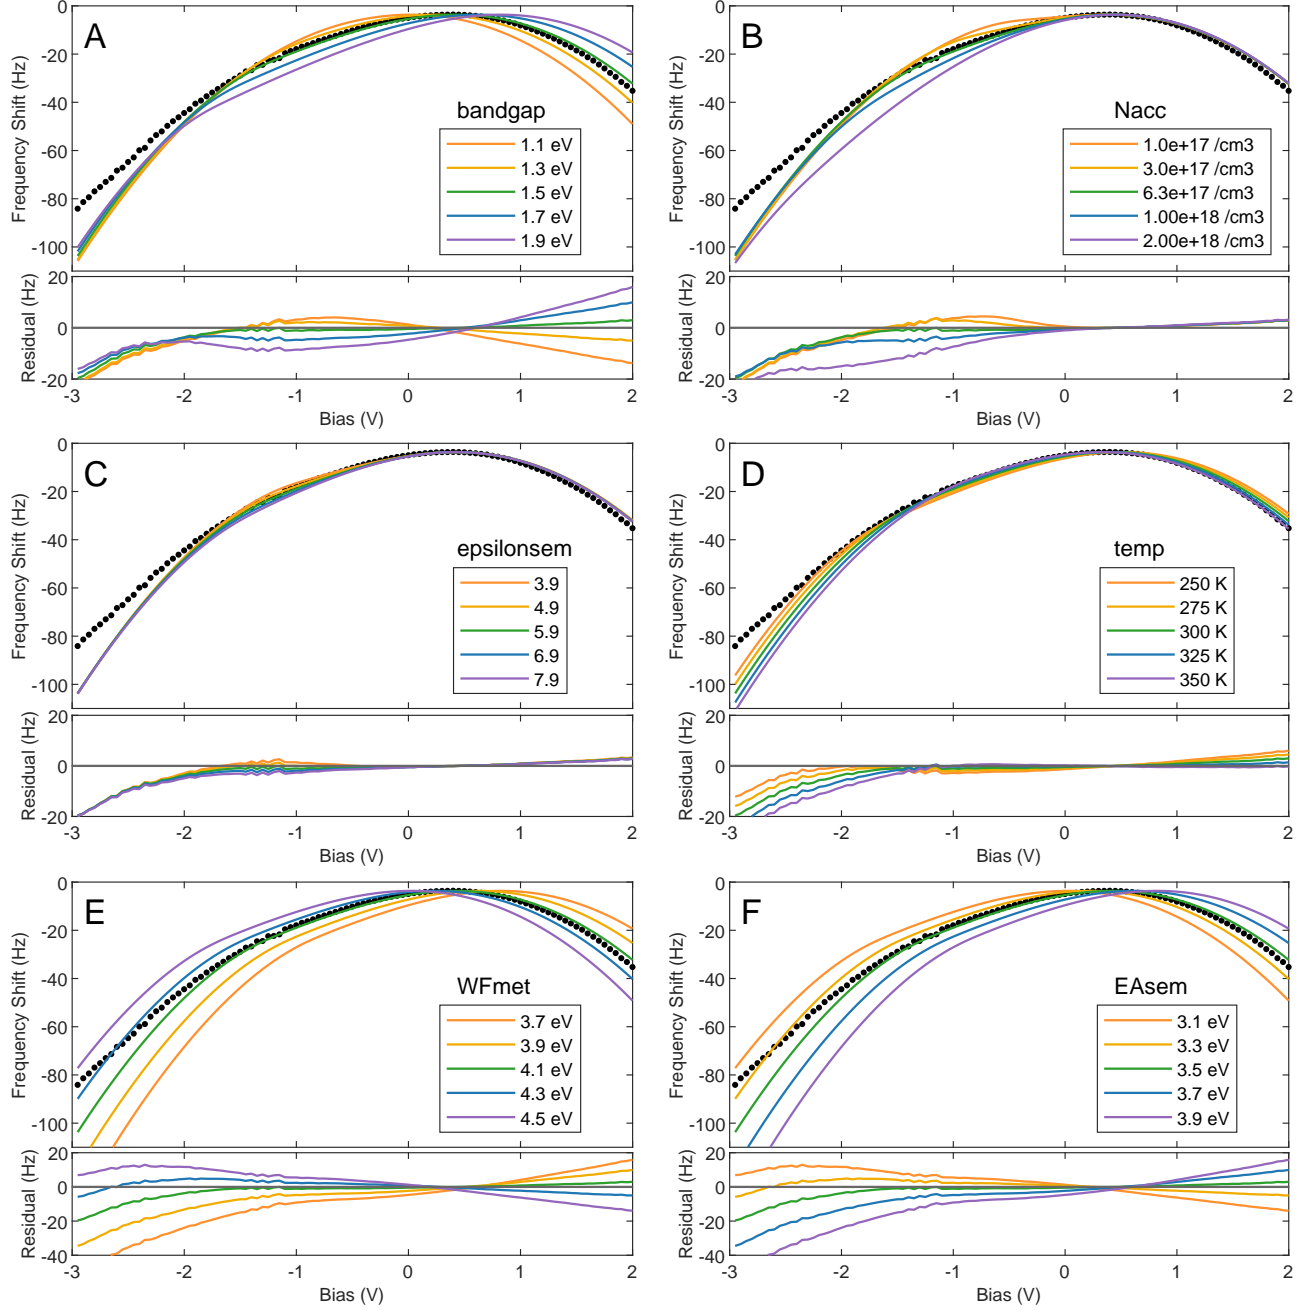 A
bandgap
1.1 eV
1.3 eV
1.5 eV
1.7 eV
1.9 eV
Frequency Shift (Hz)
0
-20
-40
-60
-80
-100
Residual (Hz)
20
0
-20
-3 -2 -1 0 1 2
Bias (V)
B
Nacc
1.0e+17 /cm3
3.0e+17 /cm3
6.3e+17 /cm3
1.00e+18 /cm3
2.00e+18 /cm3
Frequency Shift (Hz)
0
-20
-40
-60
-80
-100
Residual (Hz)
20
0
-20
-3 -2 -1 0 1 2
Bias (V)
C
epsilonsem
3.9
4.9
5.9
6.9
7.9
Frequency Shift (Hz)
0
-20
-40
-60
-80
-100
Residual (Hz)
20
0
-20
-3 -2 -1 0 1 2
Bias (V)
D
temp
250 K
275 K
300 K
325 K
350 K
Frequency Shift (Hz)
0
-20
-40
-60
-80
-100
Residual (Hz)
20
0
-20
-3 -2 -1 0 1 2
Bias (V)
E
WFmet
3.7 eV
3.9 eV
4.1 eV
4.3 eV
4.5 eV
Frequency Shift (Hz)
0
-20
-40
-60
-80
-100
Residual (Hz)
20
0
-20
-40
-3 -2 -1 0 1 2
Bias (V)
F
EAsem
3.1 eV
3.3 eV
3.5 eV
3.7 eV
3.9 eV
Frequency Shift (Hz)
0
-20
-40
-60
-80
-100
Residual (Hz)
20
0
-20
-40
-3 -2 -1 0 1 2
Bias (V)